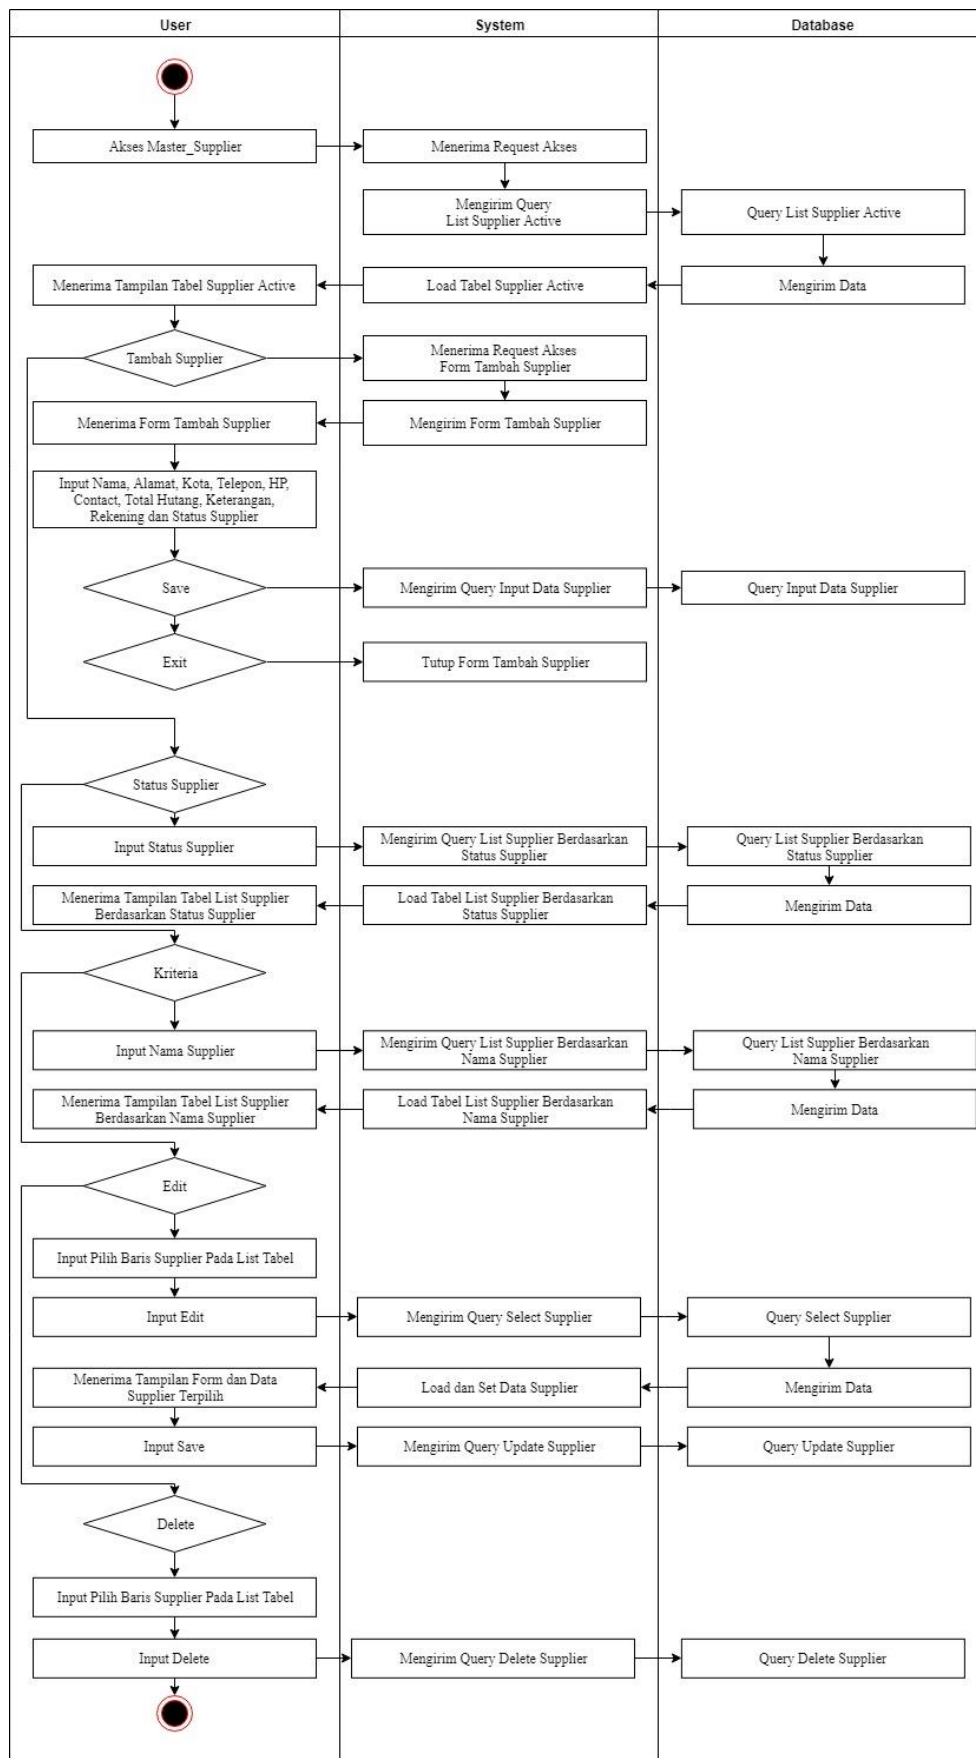 User
System
Database
Akses Master_Supplier
Menerima Request Akses
Mengirim Query
List Supplier Active
Query List Supplier Active
Menerima Tampilan Tabel Supplier Active
Load Tabel Supplier Active
Mengirim Data
Tambah Supplier
Menerima Request Akses
Form Tambah Supplier
Menerima Form Tambah Supplier
Mengirim Form Tambah Supplier
Input Nama, Alamat, Kota, Telepon, HP,
Contact, Total Hutang, Keterangan,
Rekening dan Status Supplier
Save
Mengirim Query Input Data Supplier
Query Input Data Supplier
Exit
Tutup Form Tambah Supplier
Status Supplier
Input Status Supplier
Mengirim Query List Supplier Berdasarkan
Status Supplier
Query List Supplier Berdasarkan
Status Supplier
Menerima Tampilan Tabel List Supplier
Berdasarkan Status Supplier
Load Tabel List Supplier Berdasarkan
Status Supplier
Mengirim Data
Kriteria
Input Nama Supplier
Mengirim Query List Supplier Berdasarkan
Nama Supplier
Query List Supplier Berdasarkan
Nama Supplier
Menerima Tampilan Tabel List Supplier
Berdasarkan Nama Supplier
Load Tabel List Supplier Berdasarkan
Nama Supplier
Mengirim Data
Edit
Input Pilih Baris Supplier Pada List Tabel
Input Edit
Mengirim Query Select Supplier
Query Select Supplier
Menerima Tampilan Form dan Data
Supplier Terpilih
Load dan Set Data Supplier
Mengirim Data
Input Save
Mengirim Query Update Supplier
Query Update Supplier
Delete
Input Pilih Baris Supplier Pada List Tabel
Input Delete
Mengirim Query Delete Supplier
Query Delete Supplier